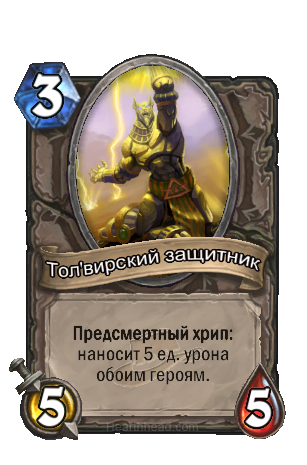 3
Тол'вирский защитник
Предсмертный хрип:
наносит 5 ед. урона
обоим героям.
5
5